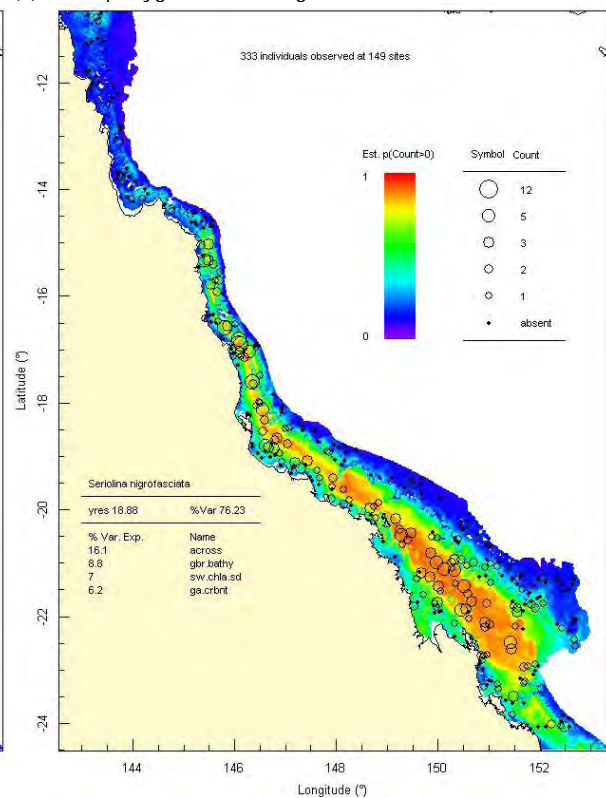 333 individuals observed at 149 sites
Est. p(Count>0)
1
0
Symbol Count
12
5
3
2
1
absent
Latitude (º)
-12
-14
-16
-18
-20
-22
-24
Seriolina nigrofasciata
yres 18.88 %Var 76.23
% Var. Exp. Name
16.1 across
8.8 gbr.bathy
7 sw.chla.sd
6.2 ga.crbnt
144 146 148 150 152
Longitude (º)